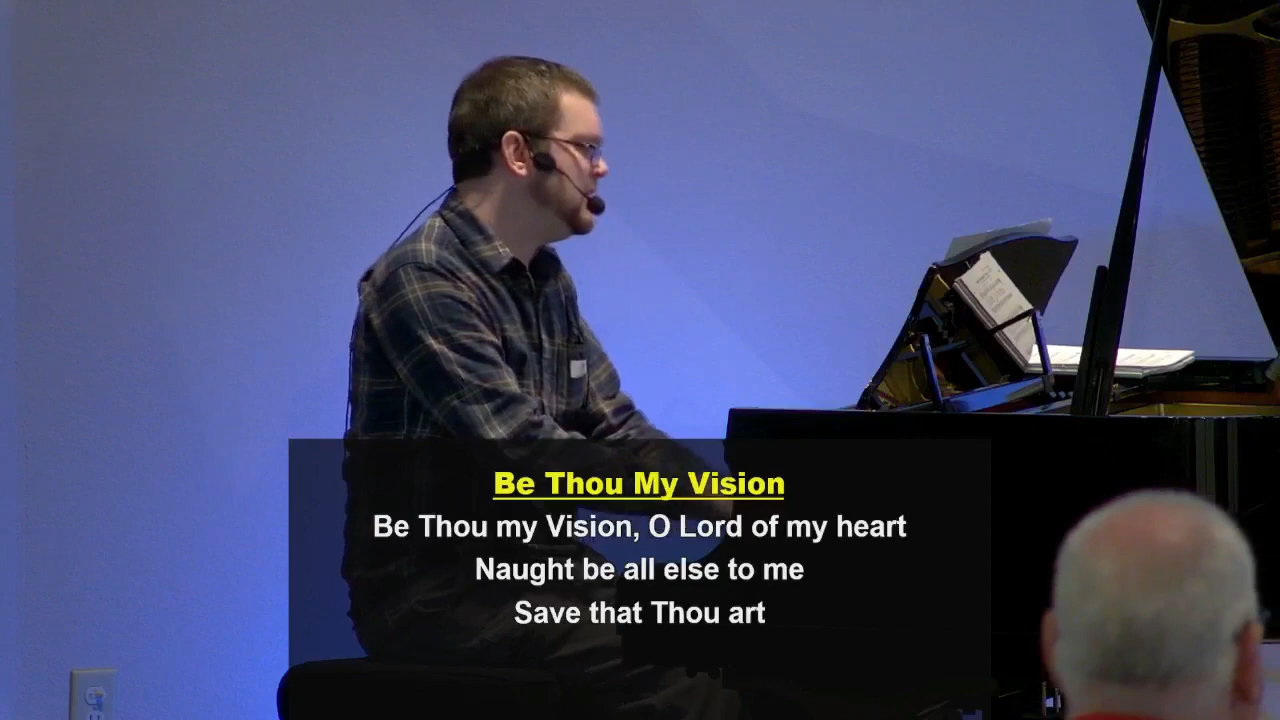 Be Thou My Vision
Be Thou my Vision, O Lord of my heart
Naught be all else to me
Save that Thou art